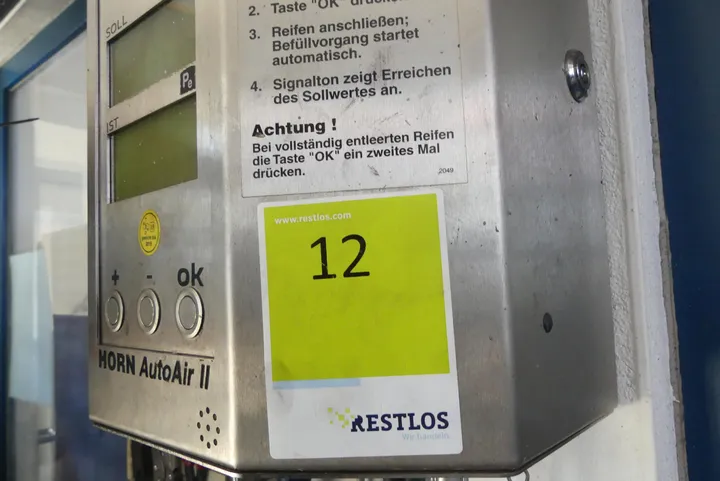 SOLL
Pe
IST
+ - ok
HORN AutoAir II
2. Taste "OK" drücken.
3. Reifen anschließen;
Befüllvorgang startet
automatisch.
4. Signalton zeigt Erreichen
des Sollwertes an.
Achtung !
Bei vollständig entleerten Reifen
die Taste "OK" ein zweites Mal
drücken.
2049
www.restlos.com
12
RESTLOS